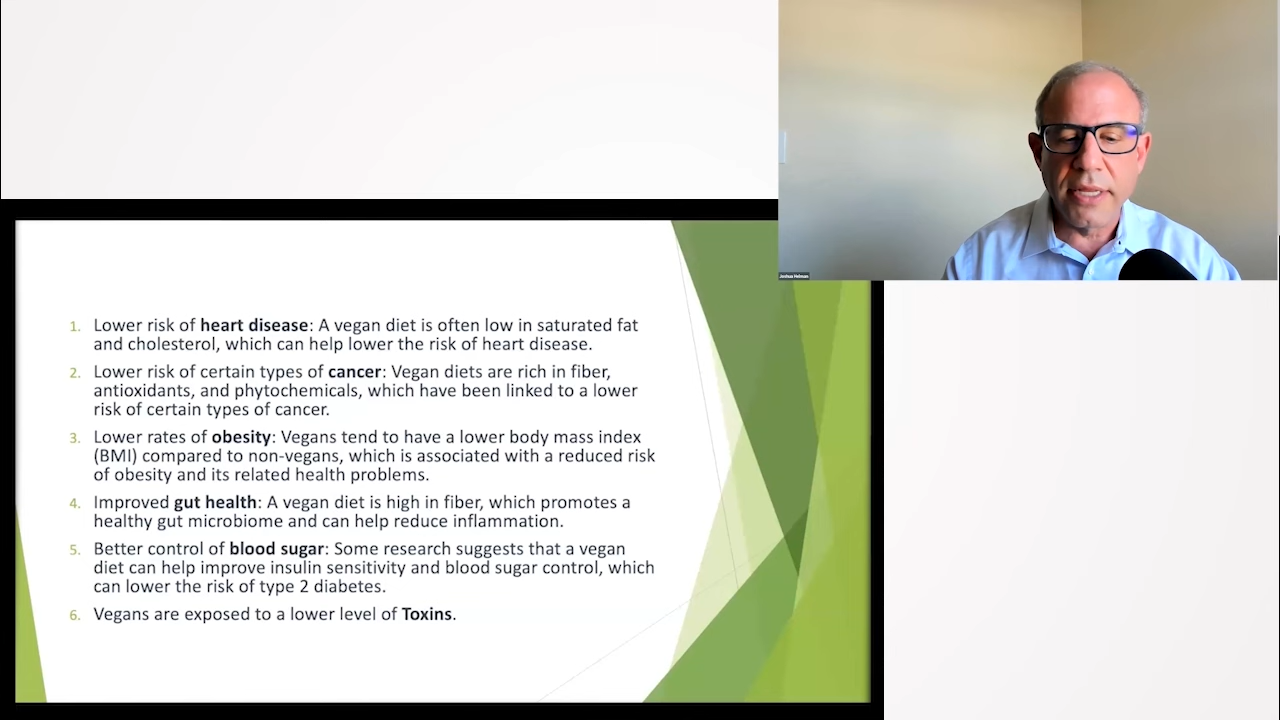 Joshua Helman
1. Lower risk of heart disease: A vegan diet is often low in saturated fat
and cholesterol, which can help lower the risk of heart disease.
2. Lower risk of certain types of cancer: Vegan diets are rich in fiber,
antioxidants, and phytochemicals, which have been linked to a lower
risk of certain types of cancer.
3. Lower rates of obesity: Vegans tend to have a lower body mass index
(BMI) compared to non-vegans, which is associated with a reduced risk
of obesity and its related health problems.
4. Improved gut health: A vegan diet is high in fiber, which promotes a
healthy gut microbiome and can help reduce inflammation.
5. Better control of blood sugar: Some research suggests that a vegan
diet can help improve insulin sensitivity and blood sugar control, which
can lower the risk of type 2 diabetes.
6. Vegans are exposed to a lower level of Toxins.